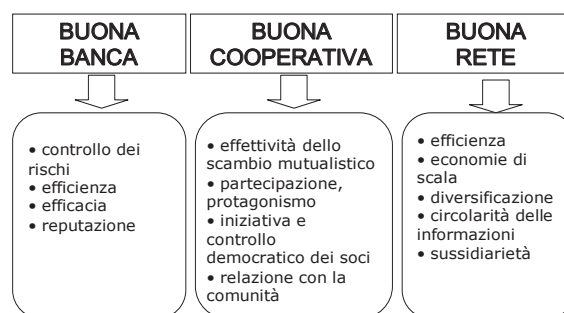 BUONA
BANCA
BUONA
COOPERATIVA
BUONA
RETE
• controllo dei
rischi
• efficienza
• efficacia
• reputazione
• effettività dello
scambio mutualistico
• partecipazione,
protagonismo
• iniziativa e
controllo
democratico dei soci
• relazione con la
comunità
• efficienza
• economie di
scala
• diversificazione
• circolarità delle
informazioni
• sussidiarietà